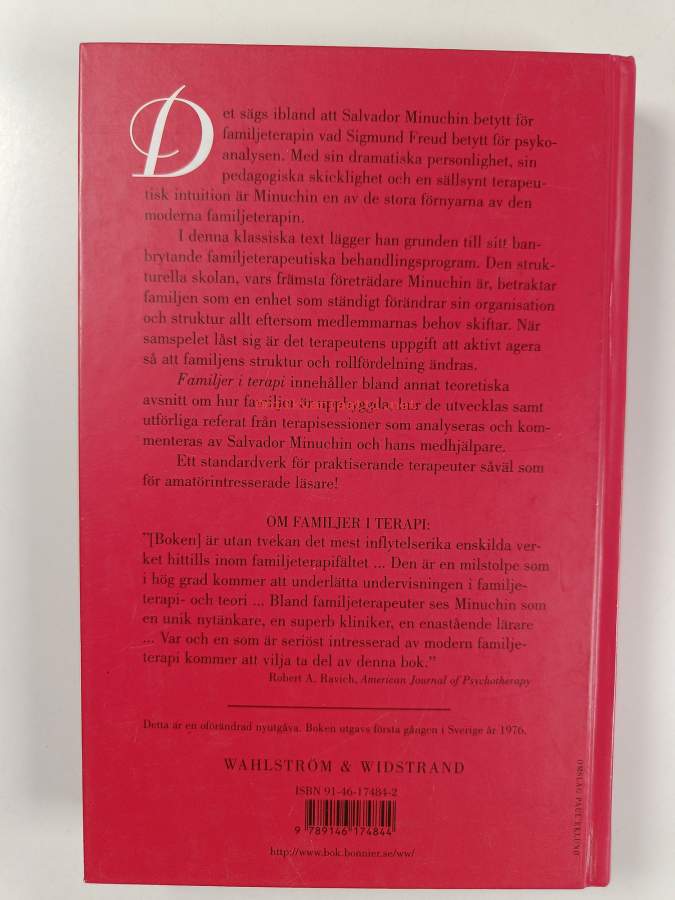 Det sägs ibland att Salvador Minuchin betytt för
familjeterapin vad Sigmund Freud betytt för psyko-
analysen. Med sin dramatiska personlighet, sin
pedagogiska skicklighet och en sällsynt terapeu-
tisk intuition är Minuchin en av de stora förnyarna av den
moderna familjeterapin.
I denna klassiska text lägger han grunden till sitt ban-
brytande familjeterapeutiska behandlingsprogram. Den struk-
turella skolan, vars främsta företrädare Minuchin är, betraktar
familjen som en enhet som ständigt förändrar sin organisation
och struktur allt eftersom medlemmarnas behov skiftar. När
samspelet låst sig är det terapeutens uppgift att aktivt agera
så att familjens struktur och rollfördelning ändras.
Familjer i terapi innehåller bland annat teoretiska
avsnitt om hur familjer är uppbyggda, hur de utvecklas samt
utförliga referat från terapisessioner som analyseras och kom-
menteras av Salvador Minuchin och hans medhjälpare.
Ett standardverk för praktiserande terapeuter såväl som
för amatörintresserade läsare!
OM FAMILJER I TERAPI:
”[Boken] är utan tvekan det mest inflytelserika enskilda ver-
ket hittills inom familjeterapifältet ... Den är en milstolpe som
i hög grad kommer att underlätta undervisningen i familje-
terapi- och teori ... Bland familjeterapeuter ses Minuchin som
en unik nytänkare, en superb kliniker, en enastående lärare
... Var och en som är seriöst intresserad av modern familje-
terapi kommer att vilja ta del av denna bok.”
Robert A. Ravich, American Journal of Psychotherapy
Detta är en oförändrad nyutgåva. Boken utgavs första gången i Sverige år 1976.
WAHLSTRÖM & WIDSTRAND
ISBN 91-46-17484-2
9 789146 174844
http://www.bok.bonnier.se/ww/
OMSLAG PAUL EKLUND